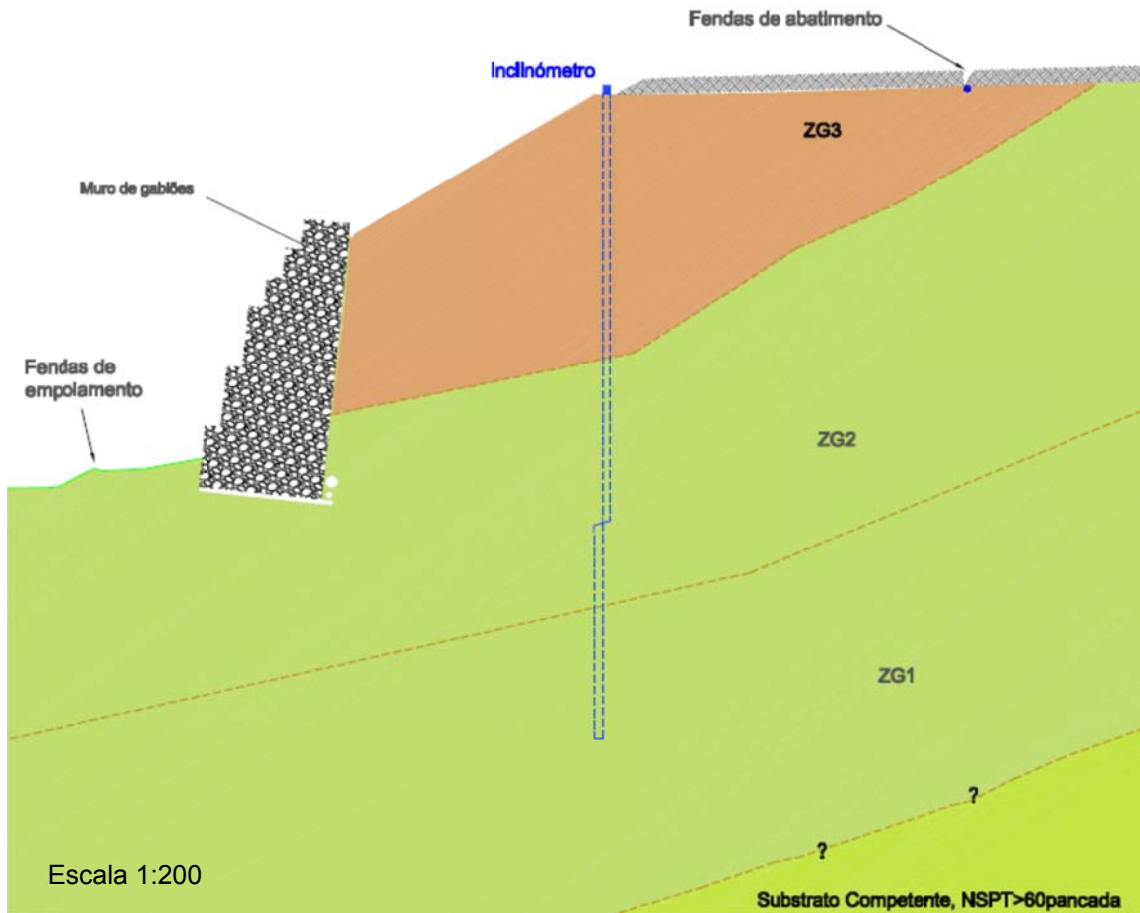 Fendas de abatimento
Inclinómetro
ZG3
Muro de gabiões
Fendas de
empolamento
ZG2
ZG1
?
?
Escala 1:200
Substrato Competente, NSPT>60pancada